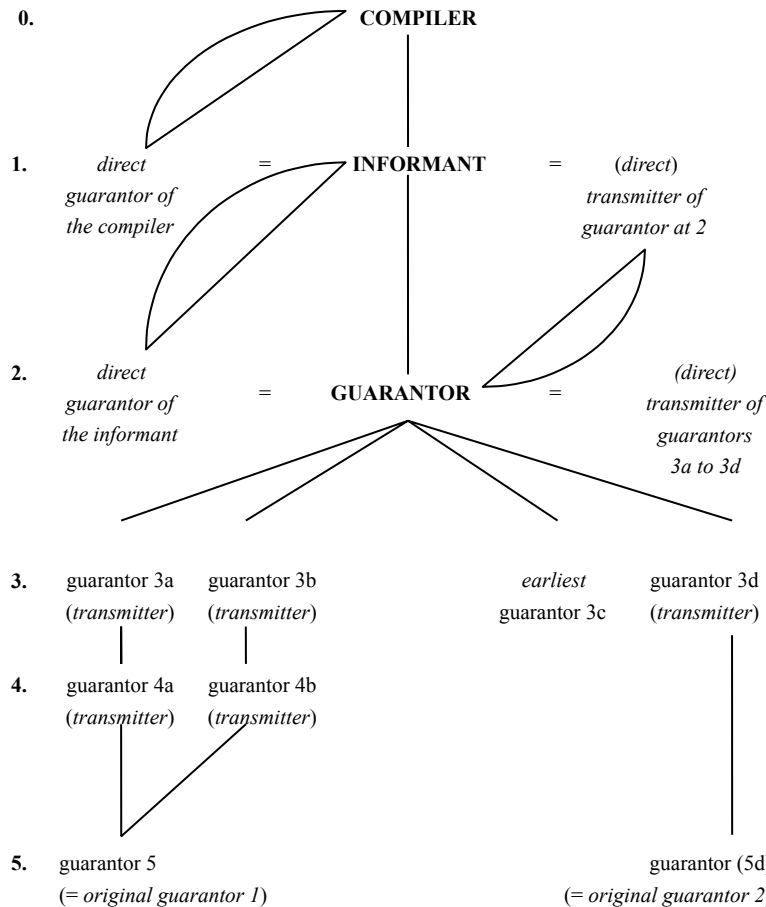 0. COMPILER
1. direct = INFORMANT = (direct)
guarantor of transmitter of
the compiler guarantor at 2
2. direct = GUARANTOR = (direct)
guarantor of transmitter of
the informant guarantors
3a to 3d
3. guarantor 3a guarantor 3b earliest guarantor 3d
(transmitter) (transmitter) guarantor 3c (transmitter)
4. guarantor 4a guarantor 4b
(transmitter) (transmitter)
5. guarantor 5 guarantor (5d
(= original guarantor 1) (= original guarantor 2